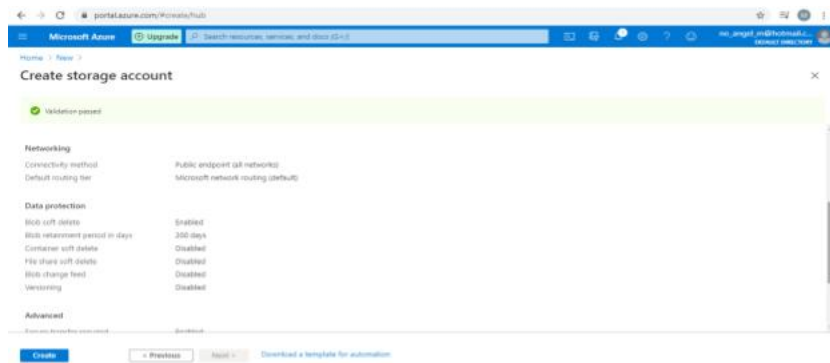 portal.azure.com/#create/hub
Microsoft Azure
Upgrade
Search resources, services, and docs (G+/)
DEFAULT DIRECTORY
Home > New >
Create storage account
Validation passed
Networking
Connectivity method Public endpoint (all networks)
Default routing tier Microsoft network routing (default)
Data protection
Blob soft delete Enabled
Blob retainment period in days 200 days
Container soft delete Disabled
File share soft delete Disabled
Blob change feed Disabled
Versioning Disabled
Advanced
Create
< Previous
Next >
Download a template for automation